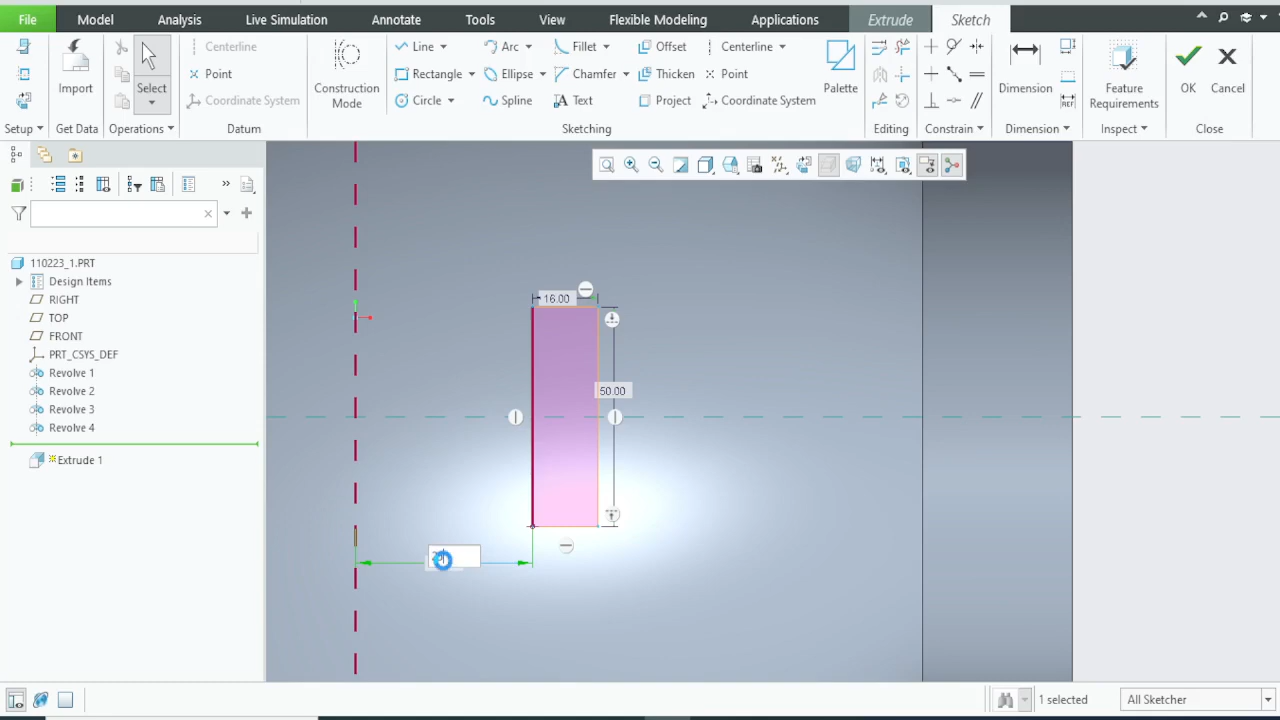 File Model Analysis Live Simulation Annotate Tools View Flexible Modeling Applications Extrude Sketch
Import
Select
Centerline
Point
Coordinate System
Construction Mode
Line Arc Fillet Offset Centerline
Rectangle Ellipse Chamfer Thicken Point
Circle Spline Text Project Coordinate System
Palette
Dimension
REF
Feature Requirements
OK
Cancel
Setup Get Data Operations Datum Sketching Editing Constrain Dimension Inspect Close
110223_1.PRT
Design Items
RIGHT
TOP
FRONT
PRT_CSYS_DEF
Revolve 1
Revolve 2
Revolve 3
Revolve 4
Extrude 1
16.00
50.00
1 selected
All Sketcher